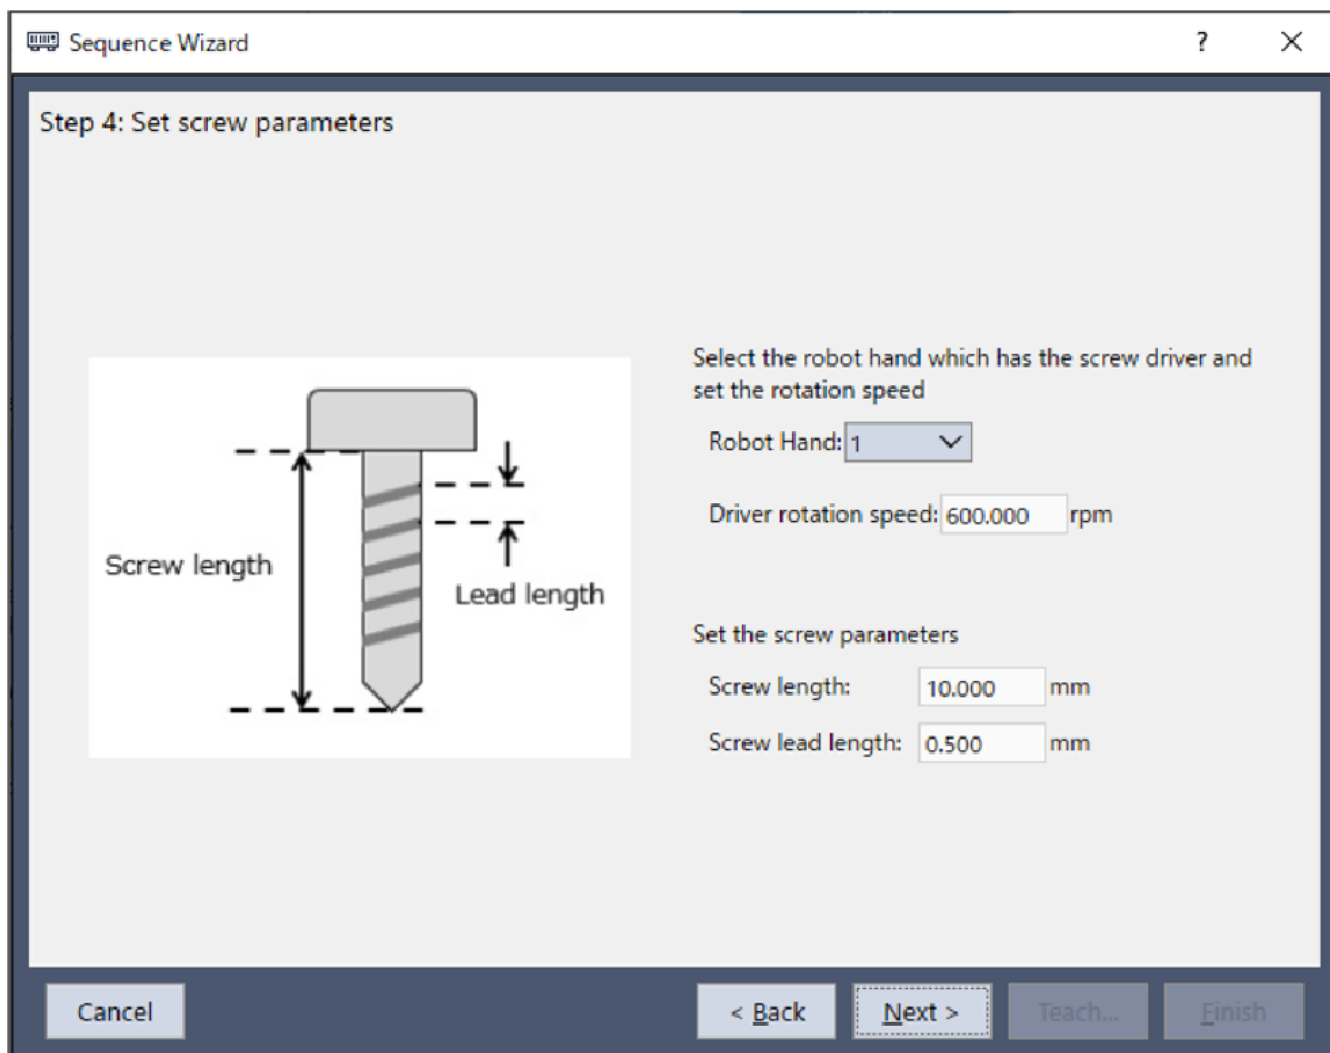 Sequence Wizard
?
Step 4: Set screw parameters
Screw length
Lead length
Select the robot hand which has the screw driver and
set the rotation speed
Robot Hand: 1
Driver rotation speed: 600.000 rpm
Set the screw parameters
Screw length: 10.000 mm
Screw lead length: 0.500 mm
Cancel
< Back
Next >
Teach...
Finish